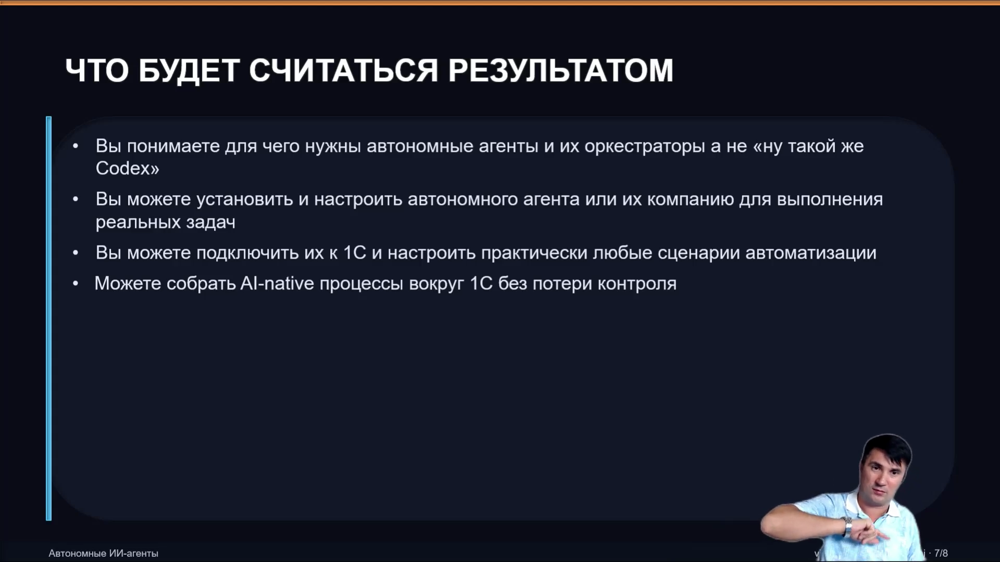 ЧТО БУДЕТ СЧИТАТЬСЯ РЕЗУЛЬТАТОМ
• Вы понимаете для чего нужны автономные агенты и их оркестраторы а не «ну такой же
Codex»
• Вы можете установить и настроить автономного агента или их компанию для выполнения
реальных задач
• Вы можете подключить их к 1С и настроить практически любые сценарии автоматизации
• Можете собрать AI-native процессы вокруг 1С без потери контроля
Автономные ИИ-агенты
· 7/8